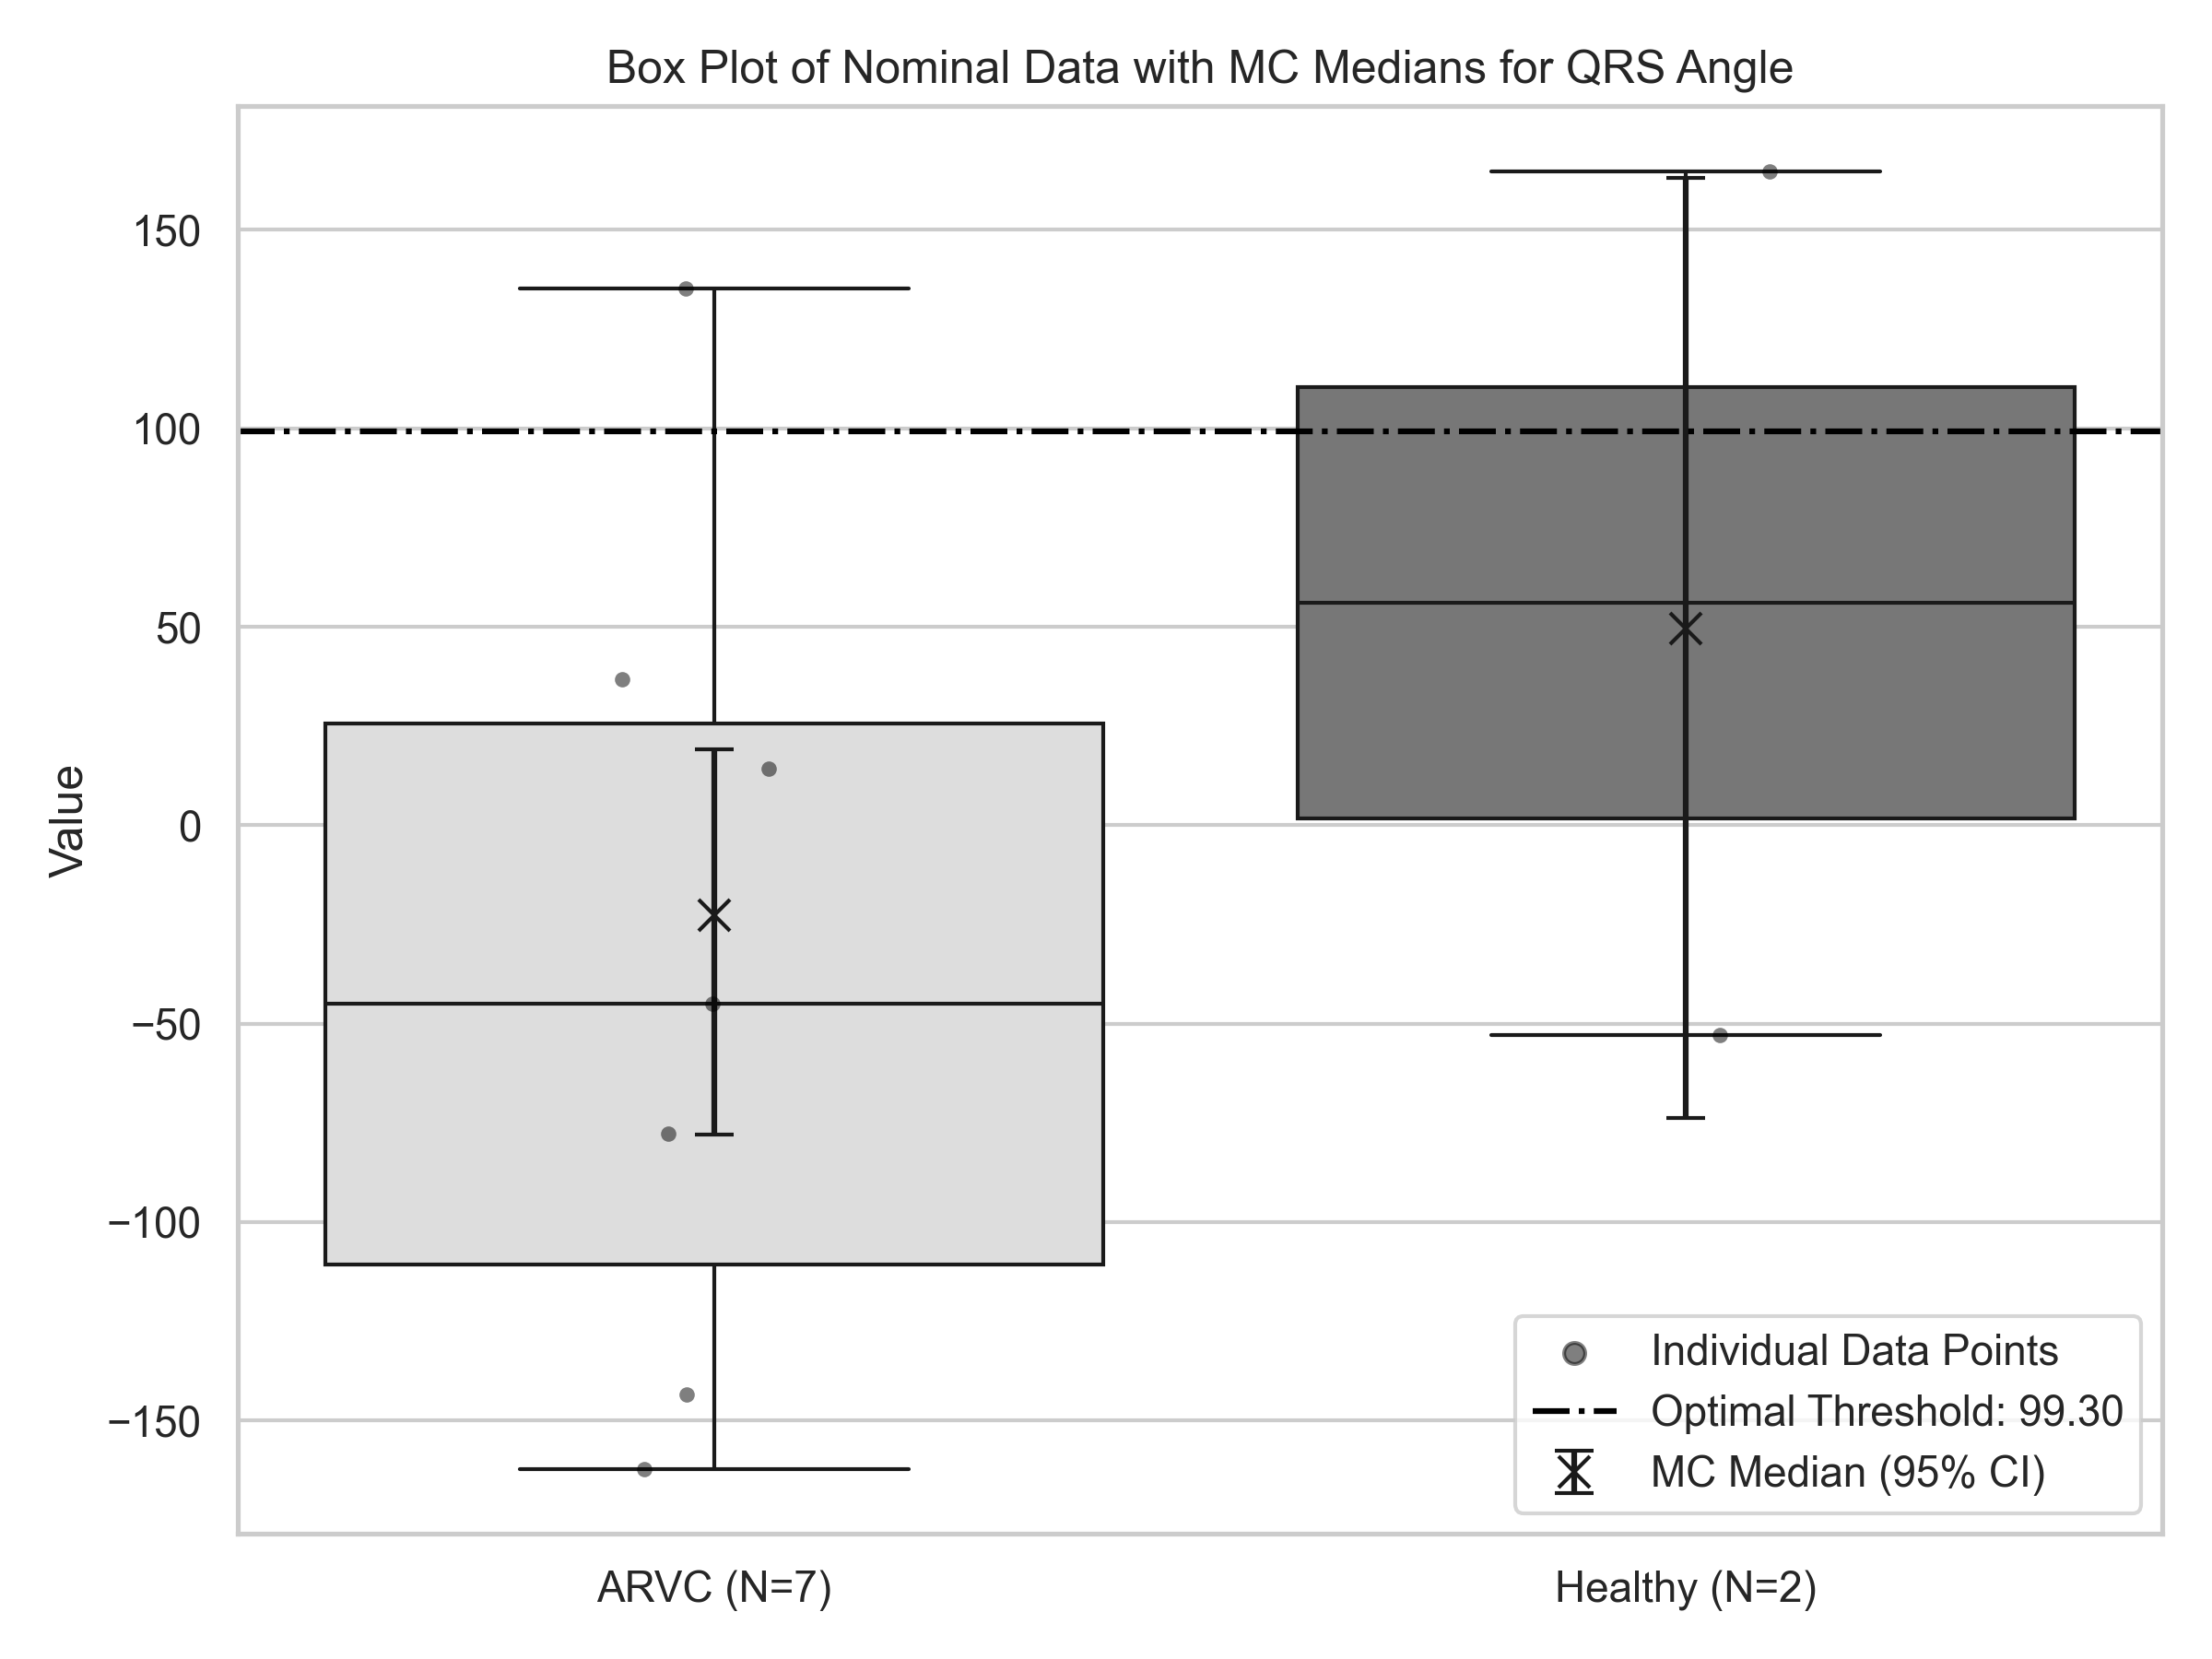 Box Plot of Nominal Data with MC Medians for QRS Angle
Value
150
100
50
0
−50
−100
−150
Individual Data Points
Optimal Threshold: 99.30
MC Median (95% CI)
ARVC (N=7)
Healthy (N=2)